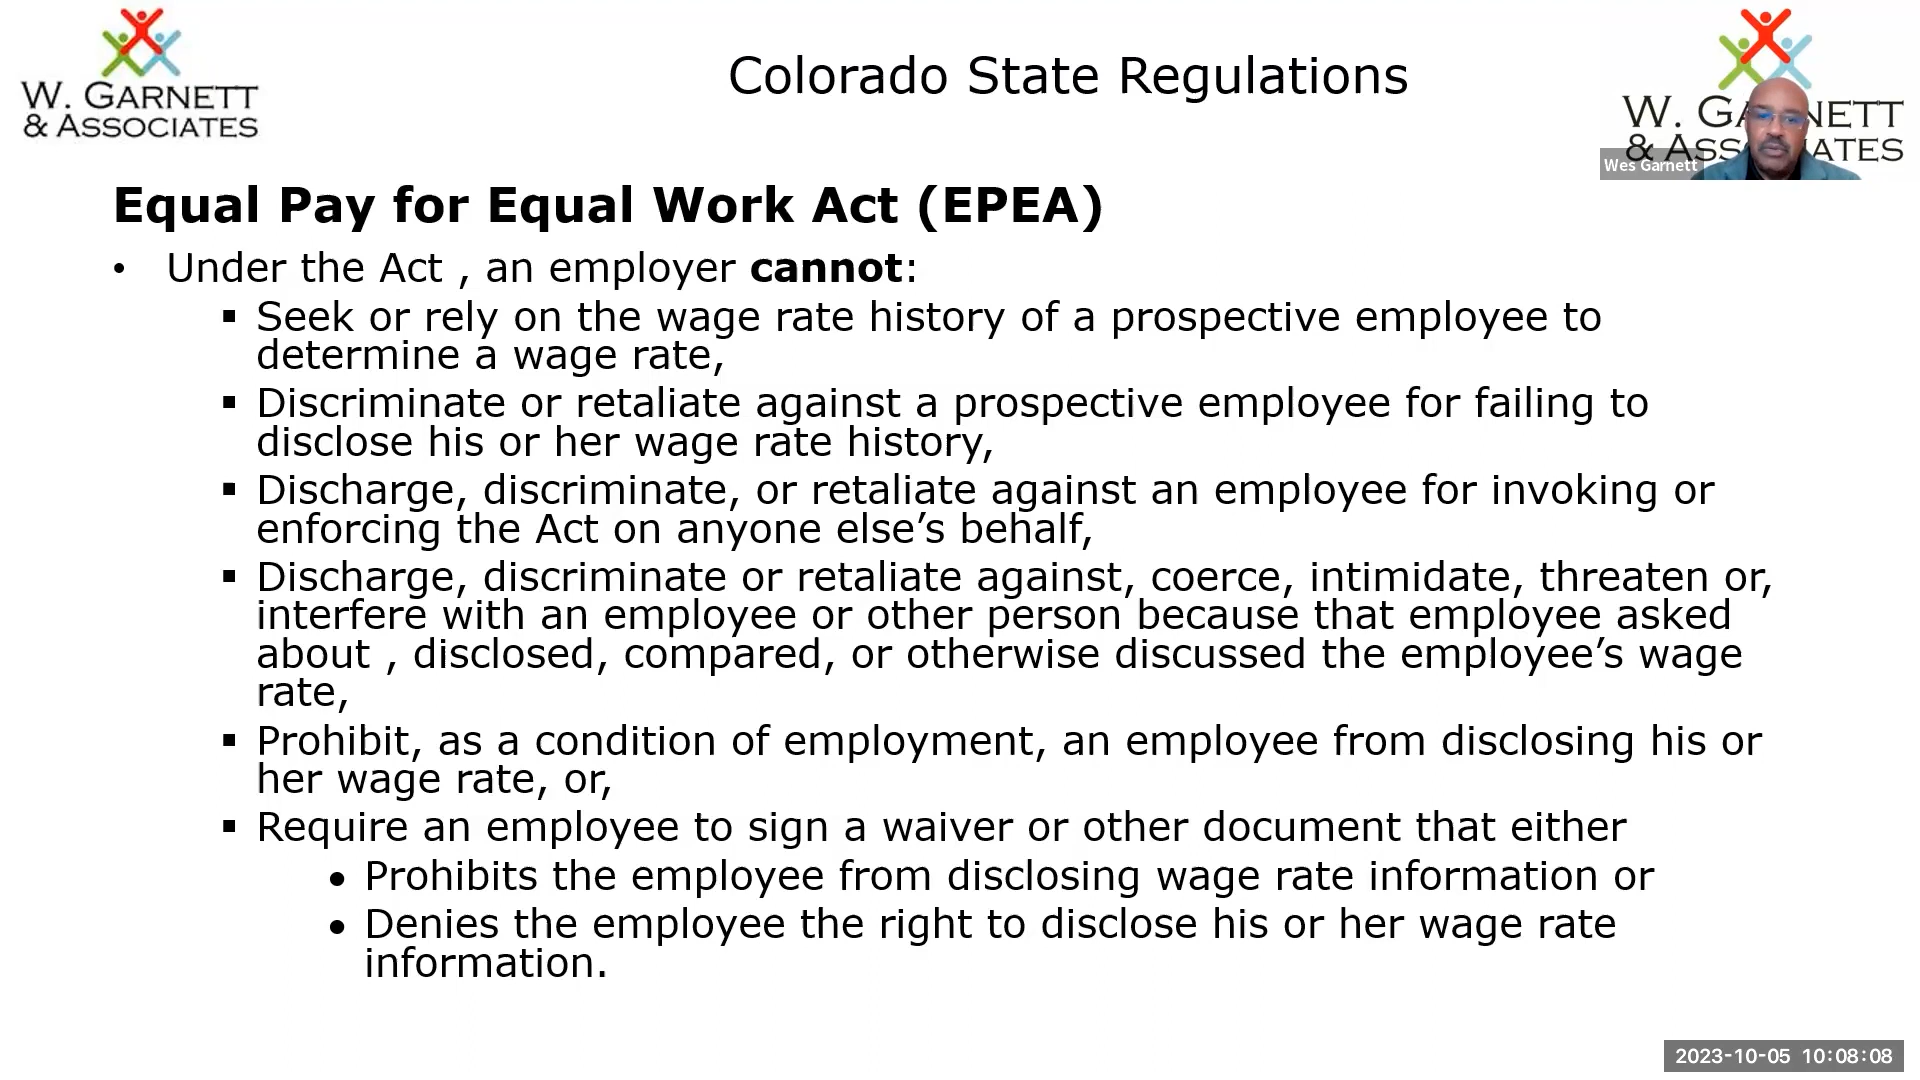 W. GARNETT
& ASSOCIATES
Colorado State Regulations
W. GARNETT
& ASSOCIATES
Wes Garnett
Equal Pay for Equal Work Act (EPEA)
• Under the Act , an employer cannot:
▪ Seek or rely on the wage rate history of a prospective employee to
determine a wage rate,
▪ Discriminate or retaliate against a prospective employee for failing to
disclose his or her wage rate history,
▪ Discharge, discriminate, or retaliate against an employee for invoking or
enforcing the Act on anyone else’s behalf,
▪ Discharge, discriminate or retaliate against, coerce, intimidate, threaten or,
interfere with an employee or other person because that employee asked
about , disclosed, compared, or otherwise discussed the employee’s wage
rate,
▪ Prohibit, as a condition of employment, an employee from disclosing his or
her wage rate, or,
▪ Require an employee to sign a waiver or other document that either
• Prohibits the employee from disclosing wage rate information or
• Denies the employee the right to disclose his or her wage rate
information.
2023-10-05 10:08:08